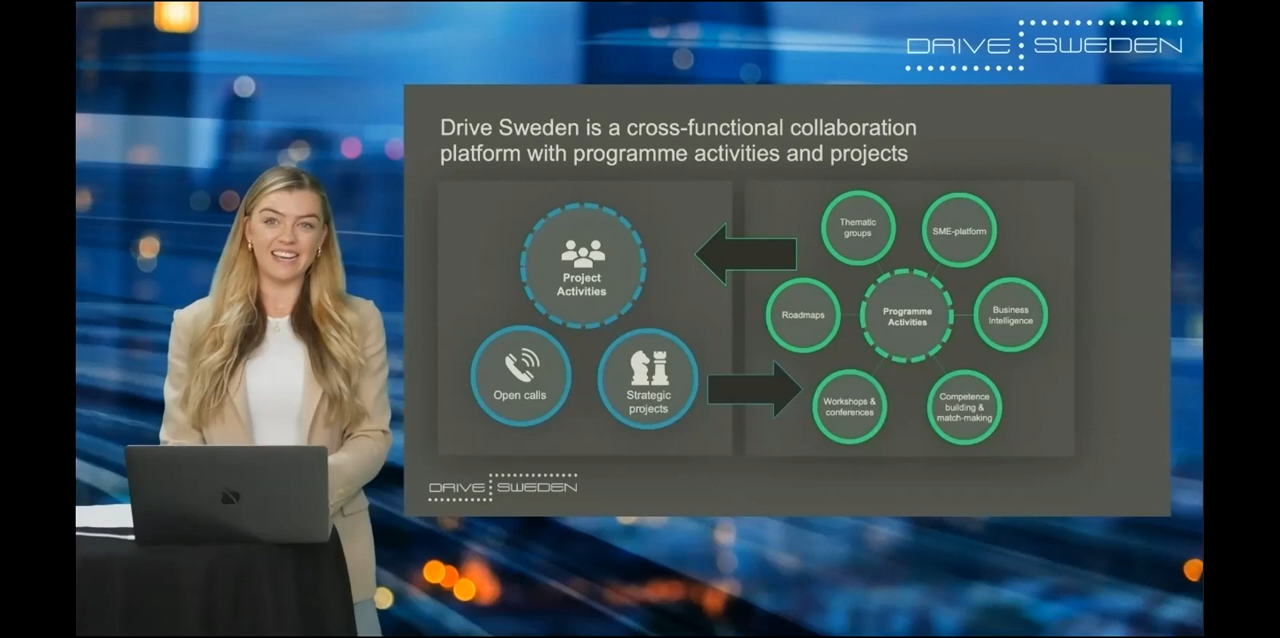 DRIVE SWEDEN
Drive Sweden is a cross-functional collaboration
platform with programme activities and projects
Project
Activities
Open calls
Strategic
projects
Thematic
groups
SME-platform
Roadmaps
Programme
Activities
Business
Intelligence
Workshops &
conferences
Competence
building &
match-making
DRIVE SWEDEN